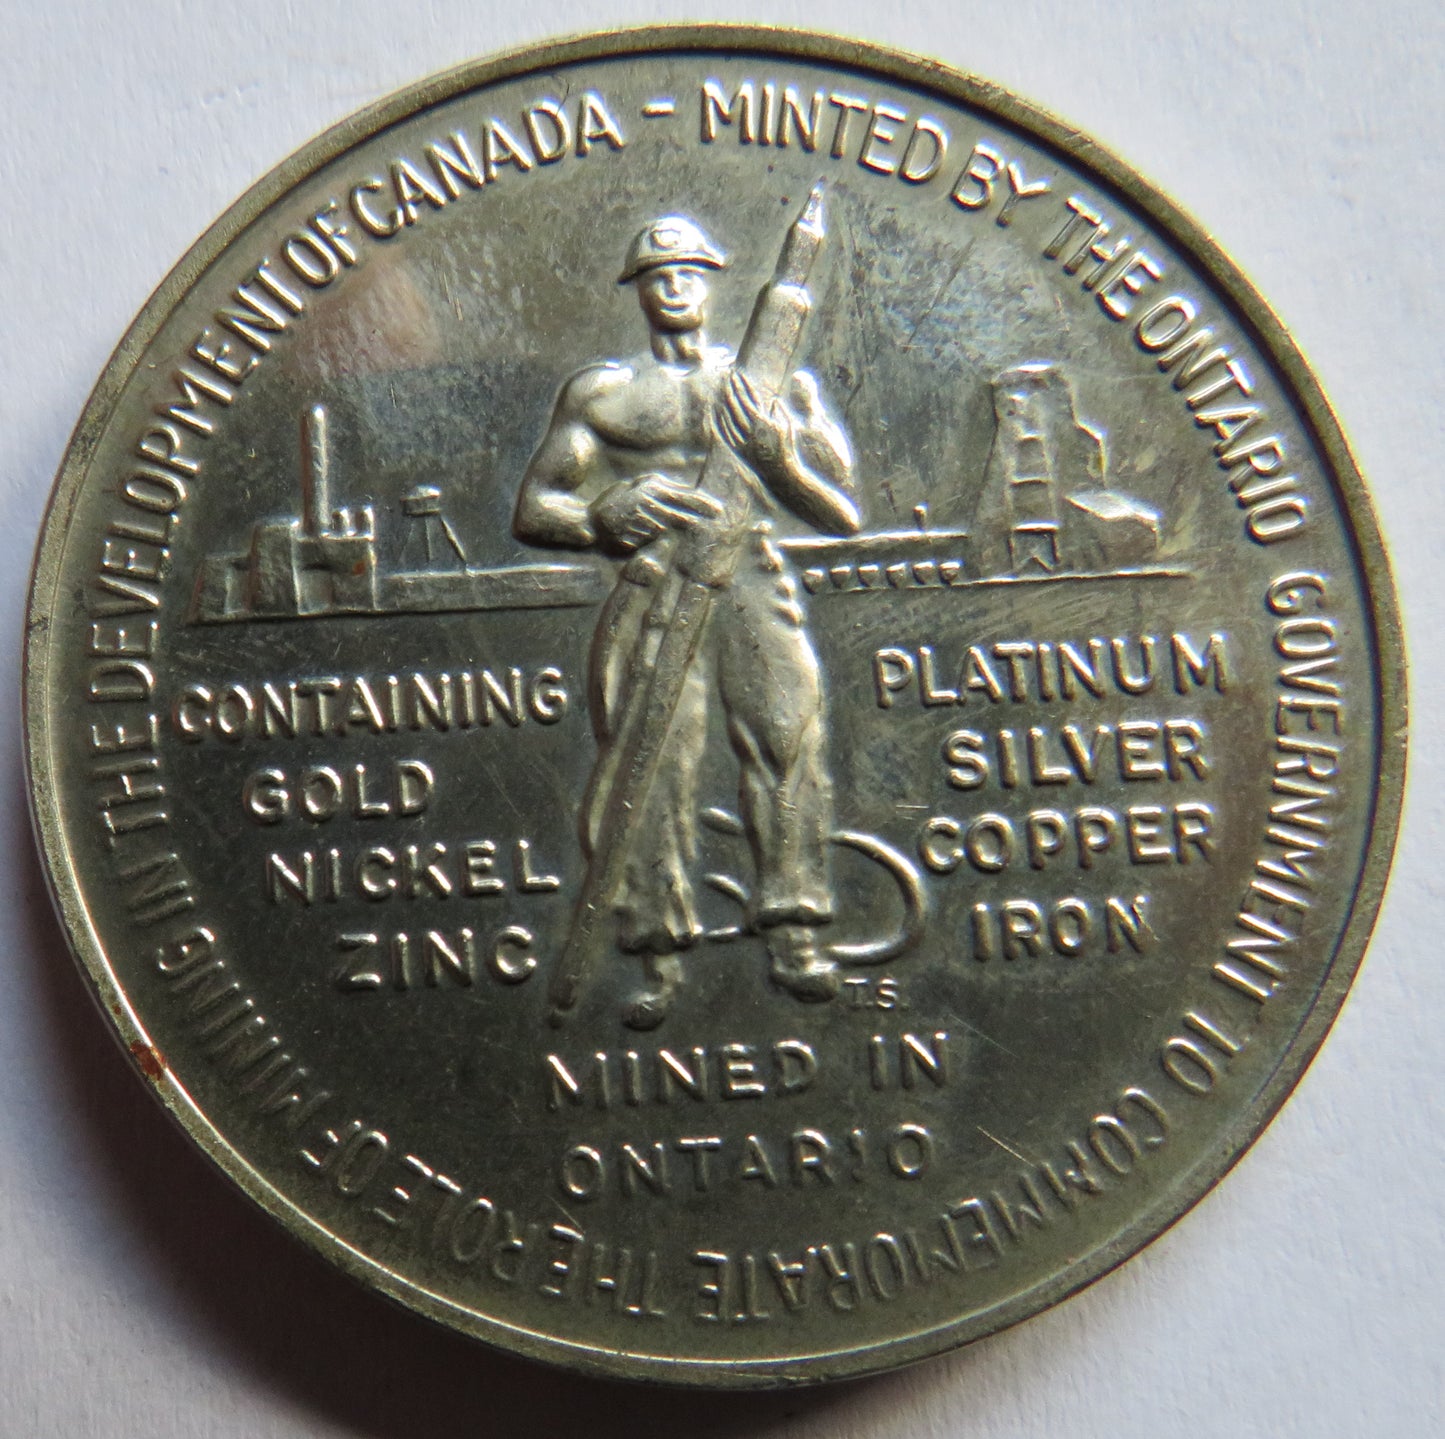 MINTED BY THE ONTARIO GOVERNMENT TO COMMEMORATE THE ROLE OF MINING IN THE DEVELOPMENT OF CANADA -
CONTAINING
GOLD
NICKEL
ZINC
PLATINUM
SILVER
COPPER
IRON
T.S.
MINED IN
ONTARIO